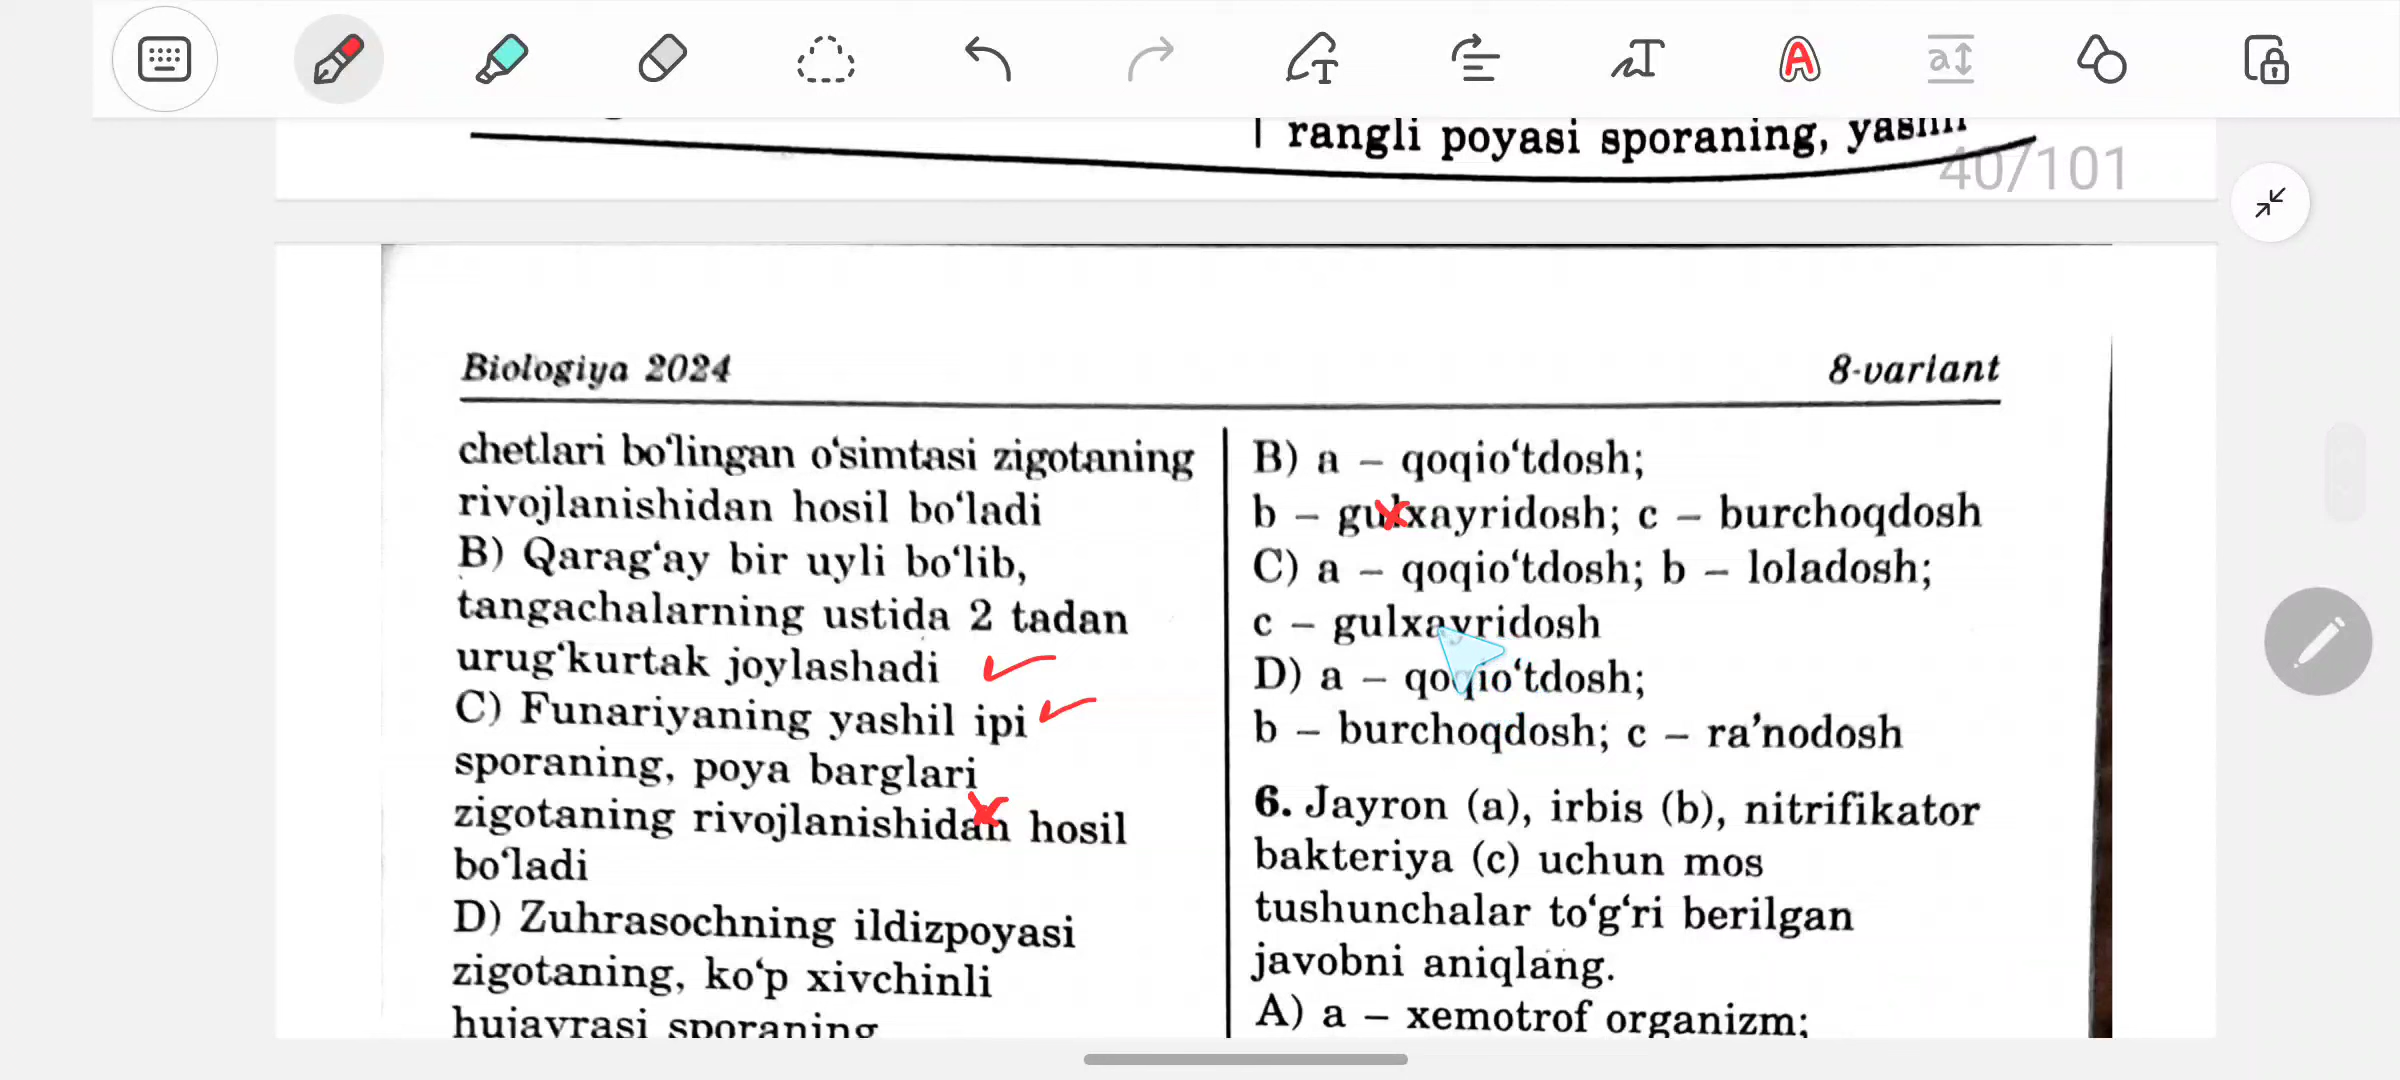 rangli poyasi sporaning, yashil
40/101
Biologiya 2024
8-variant
chetlari bo‘lingan o‘simtasi zigotaning
rivojlanishidan hosil bo‘ladi
B) Qarag‘ay bir uyli bo‘lib,
tangachalarning ustida 2 tadan
urug‘kurtak joylashadi
C) Funariyaning yashil ipi
sporaning, poya barglari
zigotaning rivojlanishidan hosil
bo‘ladi
D) Zuhrasochning ildizpoyasi
zigotaning, ko‘p xivchinli
hujayrasi sporaning
B) a – qoqio‘tdosh;
b – gulxayridosh; c – burchoqdosh
C) a – qoqio‘tdosh; b – loladosh;
c – gulxayridosh
D) a – qoqio‘tdosh;
b – burchoqdosh; c – ra’nodosh
6. Jayron (a), irbis (b), nitrifikator
bakteriya (c) uchun mos
tushunchalar to‘g‘ri berilgan
javobni aniqlang.
A) a – xemotrof organizm;